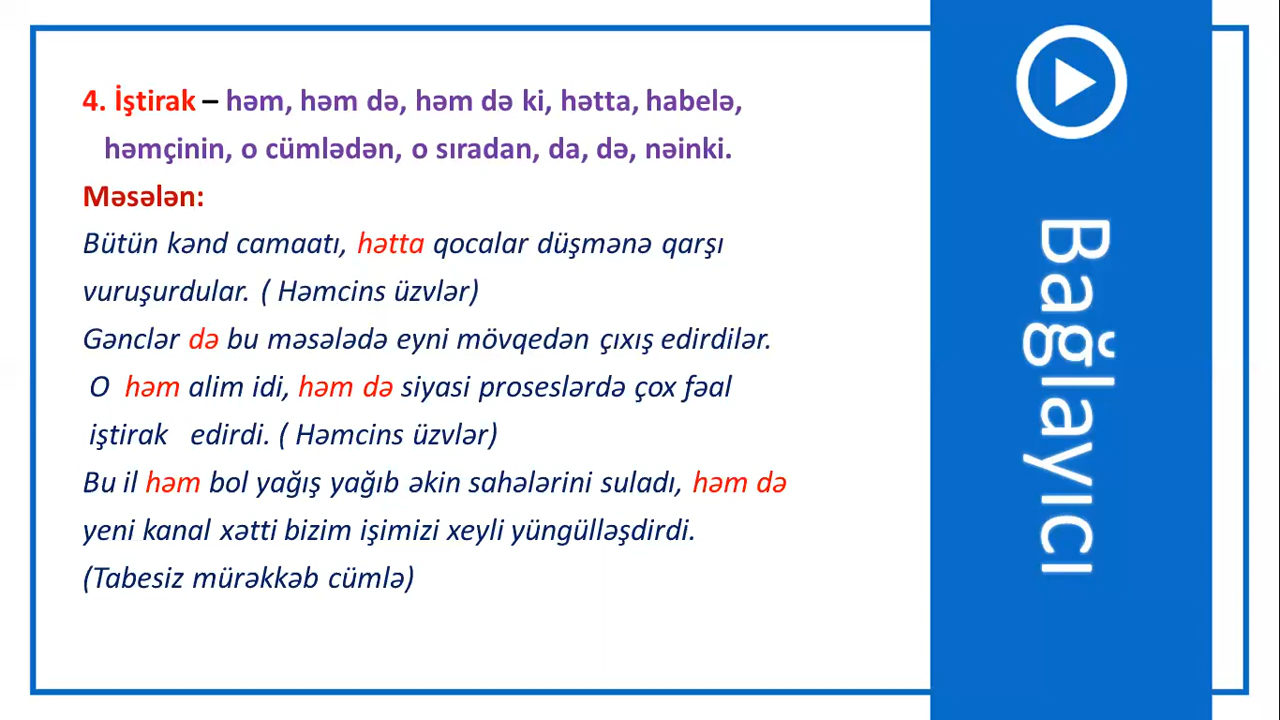 4. İştirak – həm, həm də, həm də ki, hətta, habelə,
həmçinin, o cümlədən, o sıradan, da, də, nəinki.
Məsələn:
Bütün kənd camaatı, hətta qocalar düşmənə qarşı
vuruşurdular. ( Həmcins üzvlər)
Gənclər də bu məsələdə eyni mövqedən çıxış edirdilər.
O həm alim idi, həm də siyasi proseslərdə çox fəal
iştirak edirdi. ( Həmcins üzvlər)
Bu il həm bol yağış yağıb əkin sahələrini suladı, həm də
yeni kanal xətti bizim işimizi xeyli yüngülləşdirdi.
(Tabesiz mürəkkəb cümlə)
Bağlayıcı